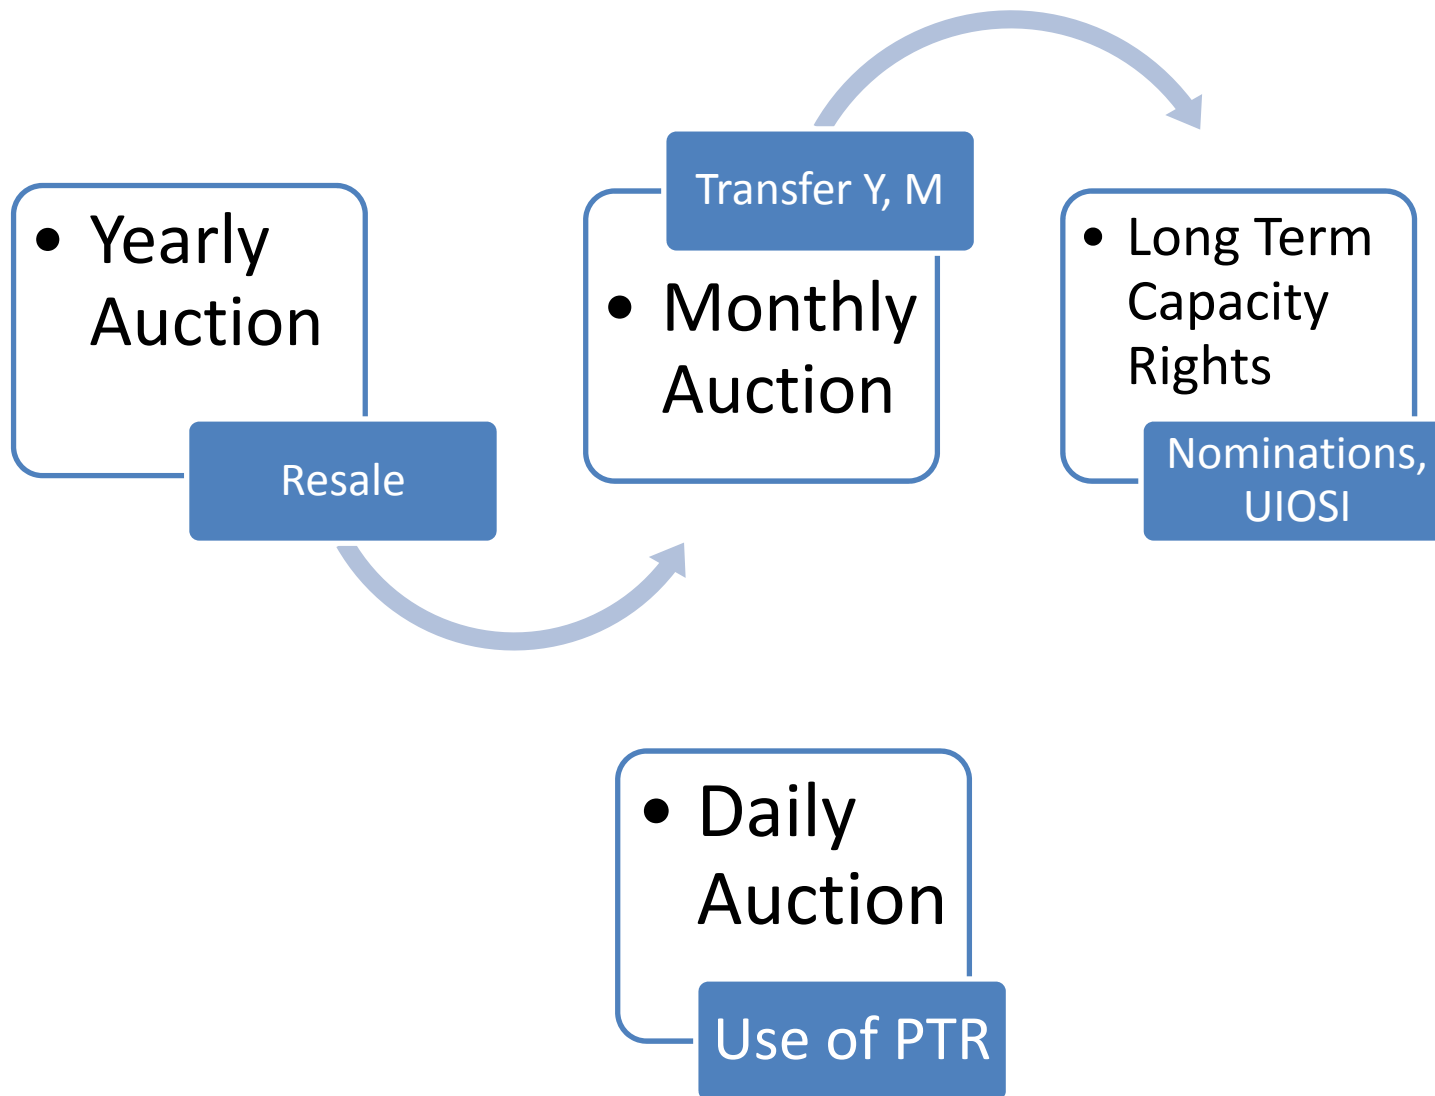 • Yearly
Auction
Resale
Transfer Y, M
• Monthly
Auction
• Long Term
Capacity
Rights
Nominations,
UIOSI
• Daily
Auction
Use of PTR